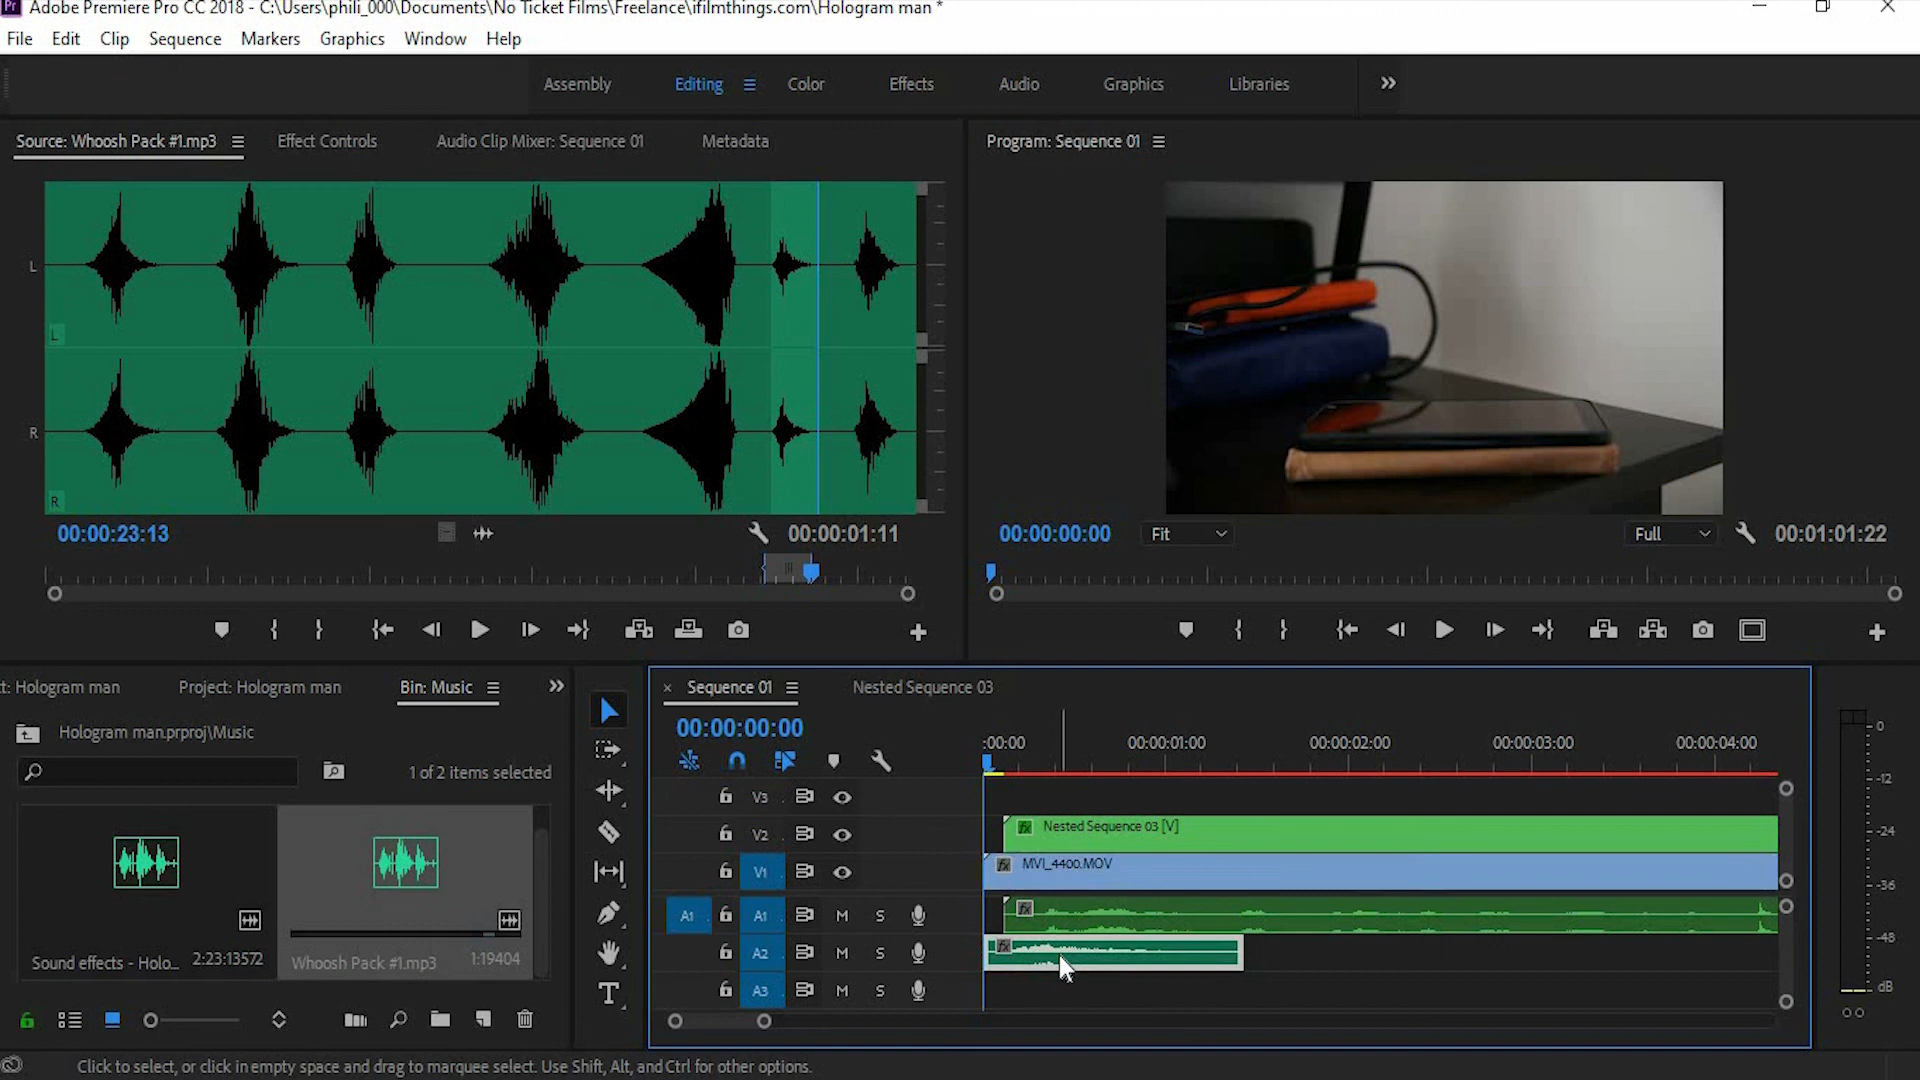 Pr Adobe Premiere Pro CC 2018 - C:\Users\phili_000\Documents\No Ticket Films\Freelance\ifilmthings.com\Hologram man *
File Edit Clip Sequence Markers Graphics Window Help
Assembly Editing Color Effects Audio Graphics Libraries
Source: Whoosh Pack #1.mp3 Effect Controls Audio Clip Mixer: Sequence 01 Metadata
Program: Sequence 01
L
L
R
R
00:00:23:13 00:00:01:11
00:00:00:00 Fit Full 00:01:01:22
ct: Hologram man Project: Hologram man Bin: Music
Hologram man.prproj\Music
1 of 2 items selected
Sound effects - Holo... 2:23:13572
Whoosh Pack #1.mp3 1:19404
Sequence 01 Nested Sequence 03
00:00:00:00
:00:00 00:00:01:00 00:00:02:00 00:00:03:00 00:00:04:00
V3
V2 fx Nested Sequence 03 [V]
V1 fx MVI_4400.MOV
A1 A1 M S fx
A2 M S fx
A3 M S
T
0
-12
-24
-36
-48
dB
Click to select, or click in empty space and drag to marquee select. Use Shift, Alt, and Ctrl for other options.